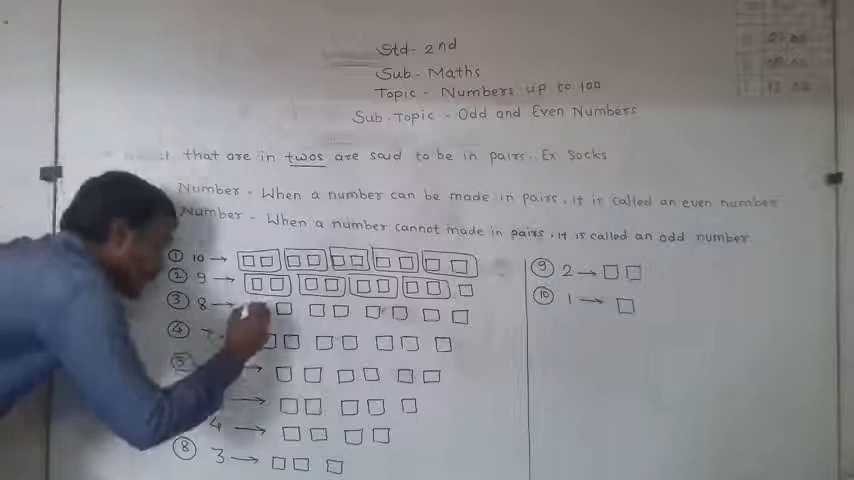 Std - 2nd
Sub - Maths
Topic - Numbers up to 100
Sub-Topic - Odd and Even Numbers
that are in twos are said to be in pairs. Ex Socks
Number - When a number can be made in pairs, it is called an even number
Number - When a number cannot made in pairs, it is called an odd number
① 10 →
② 9 →
③ 8 →
④ 7
⑤ →
→
4 →
⑧ 3 →
⑨ 2 →
⑩ 1 →